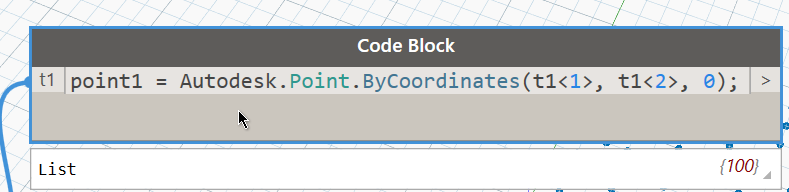 Code Block
t1 point1 = Autodesk.Point.ByCoordinates(t1<1>, t1<2>, 0); >
List {100}